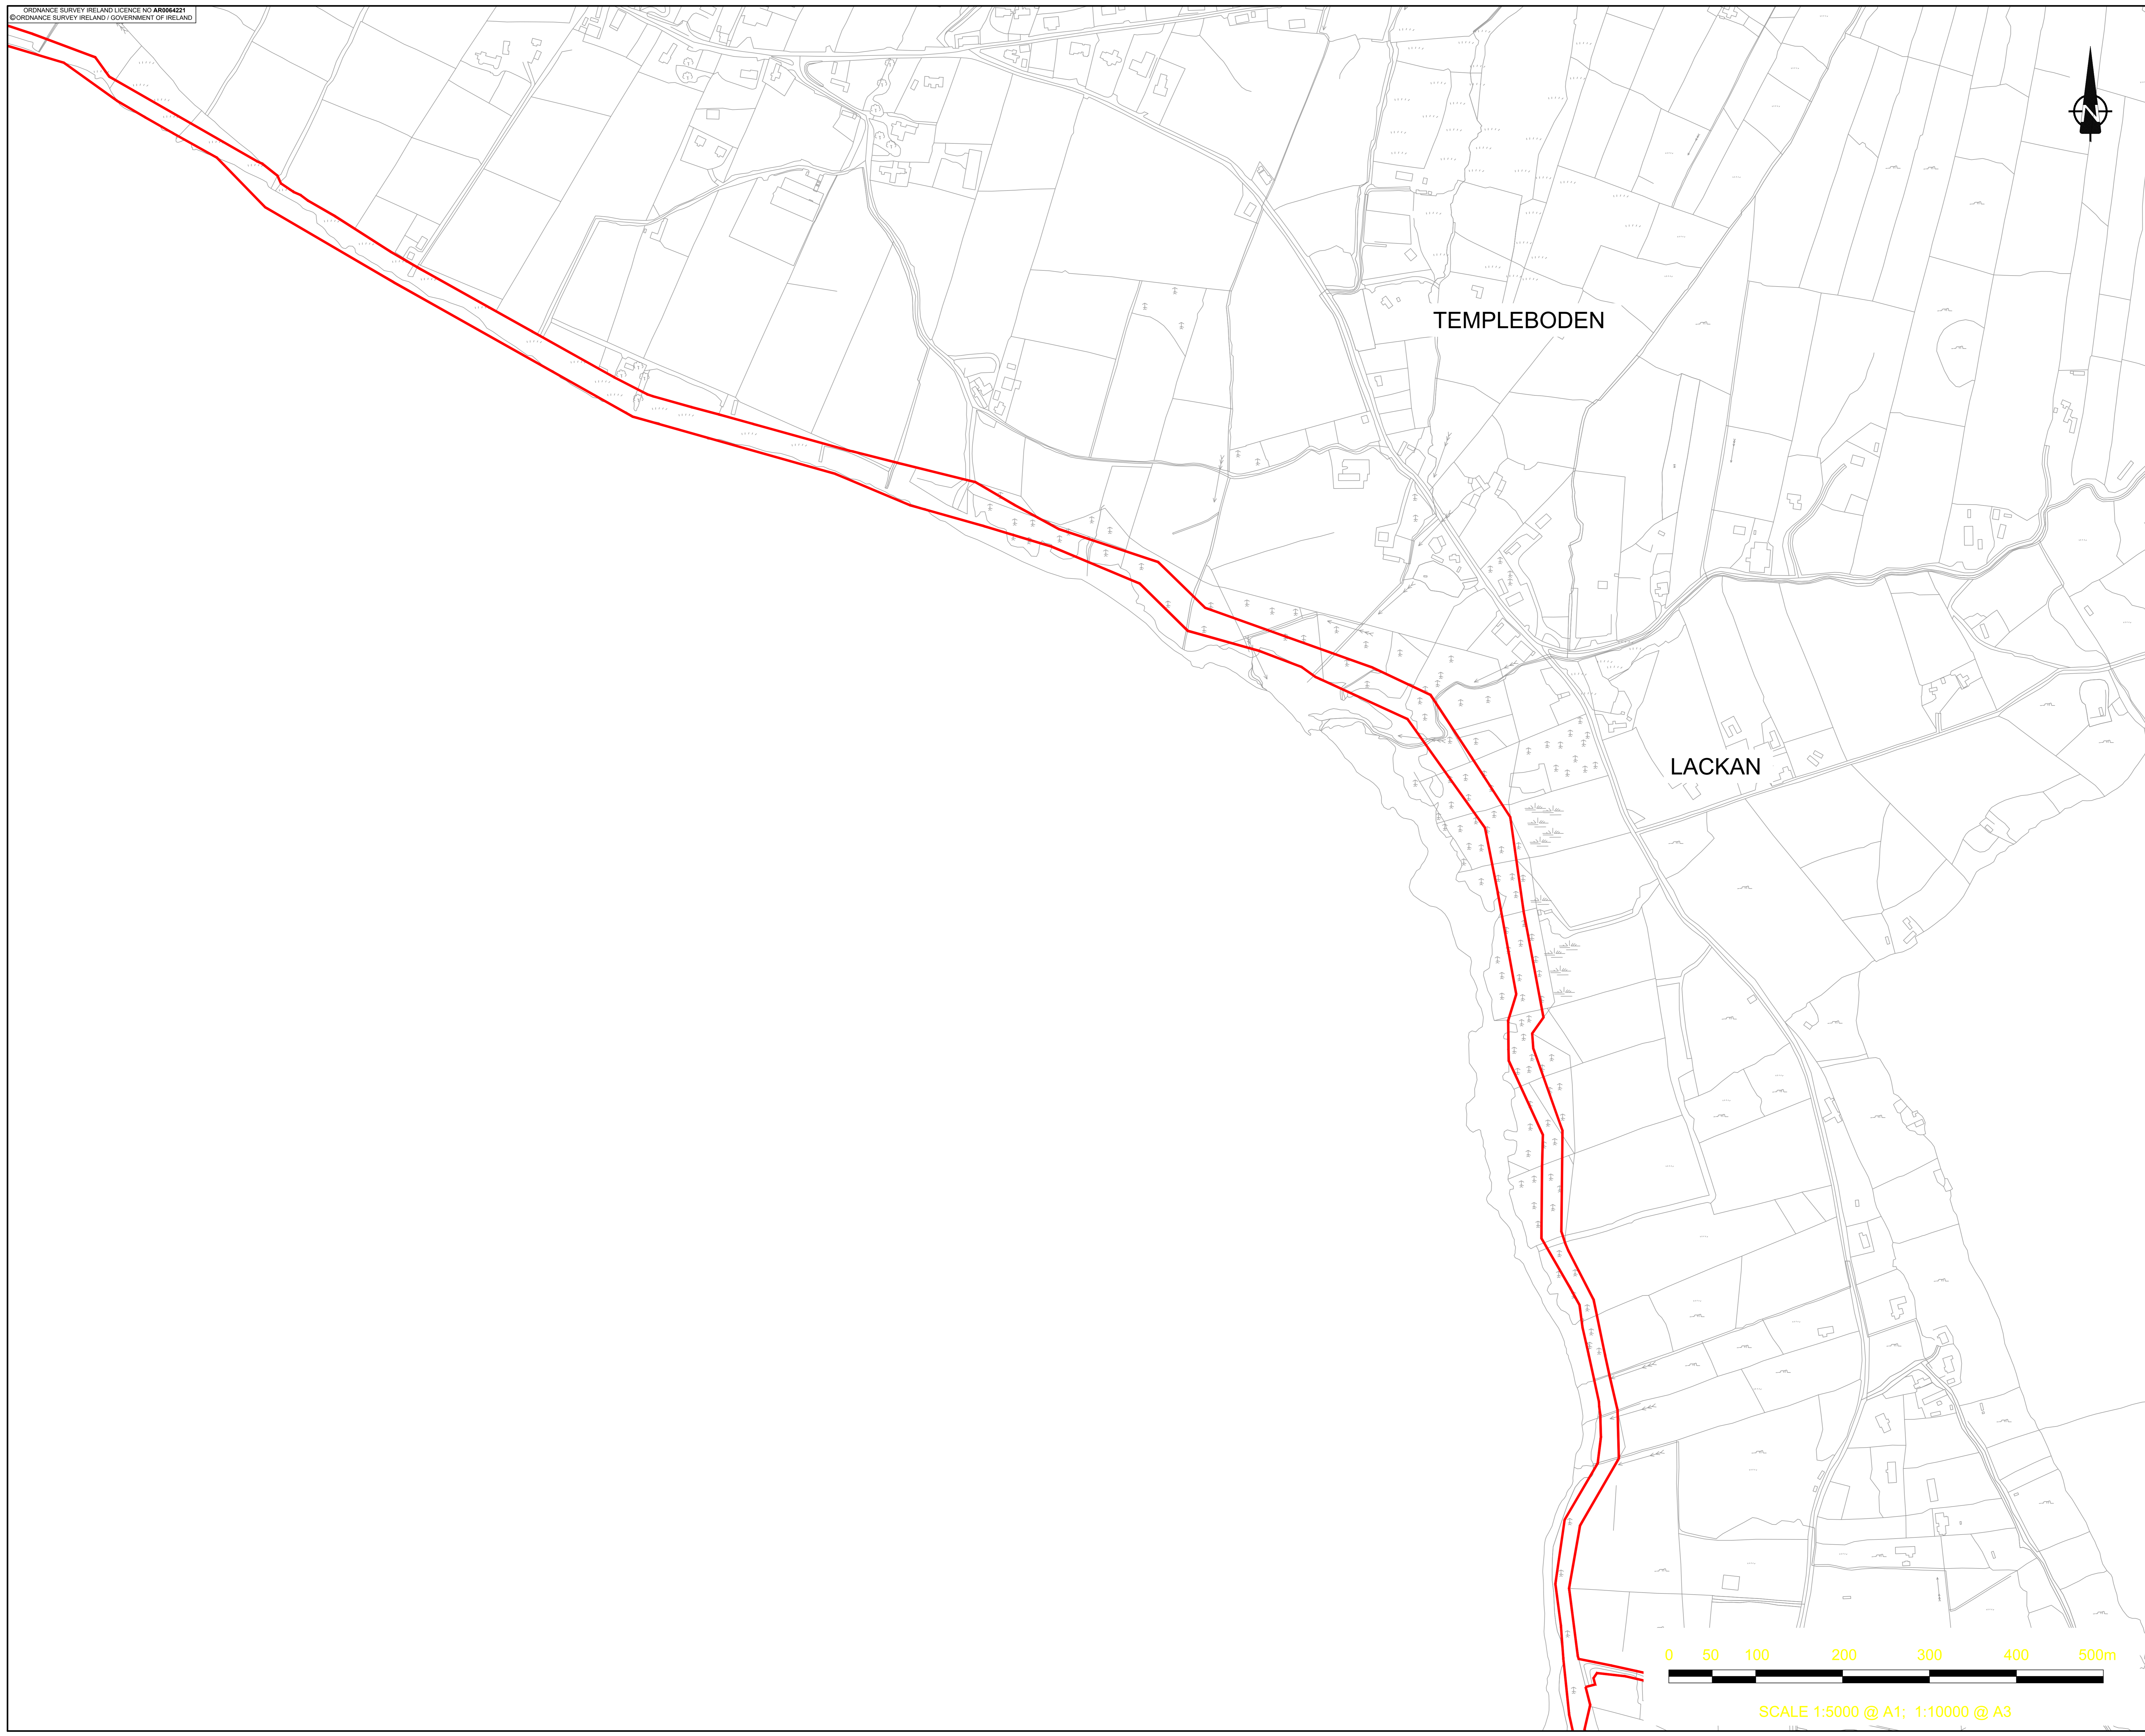 ORDNANCE SURVEY IRELAND LICENCE NO AR0064221
©ORDNANCE SURVEY IRELAND / GOVERNMENT OF IRELAND
N
TEMPLEBODEN
LACKAN
0 50 100 200 300 400 500m
SCALE 1:5000 @ A1; 1:10000 @ A3